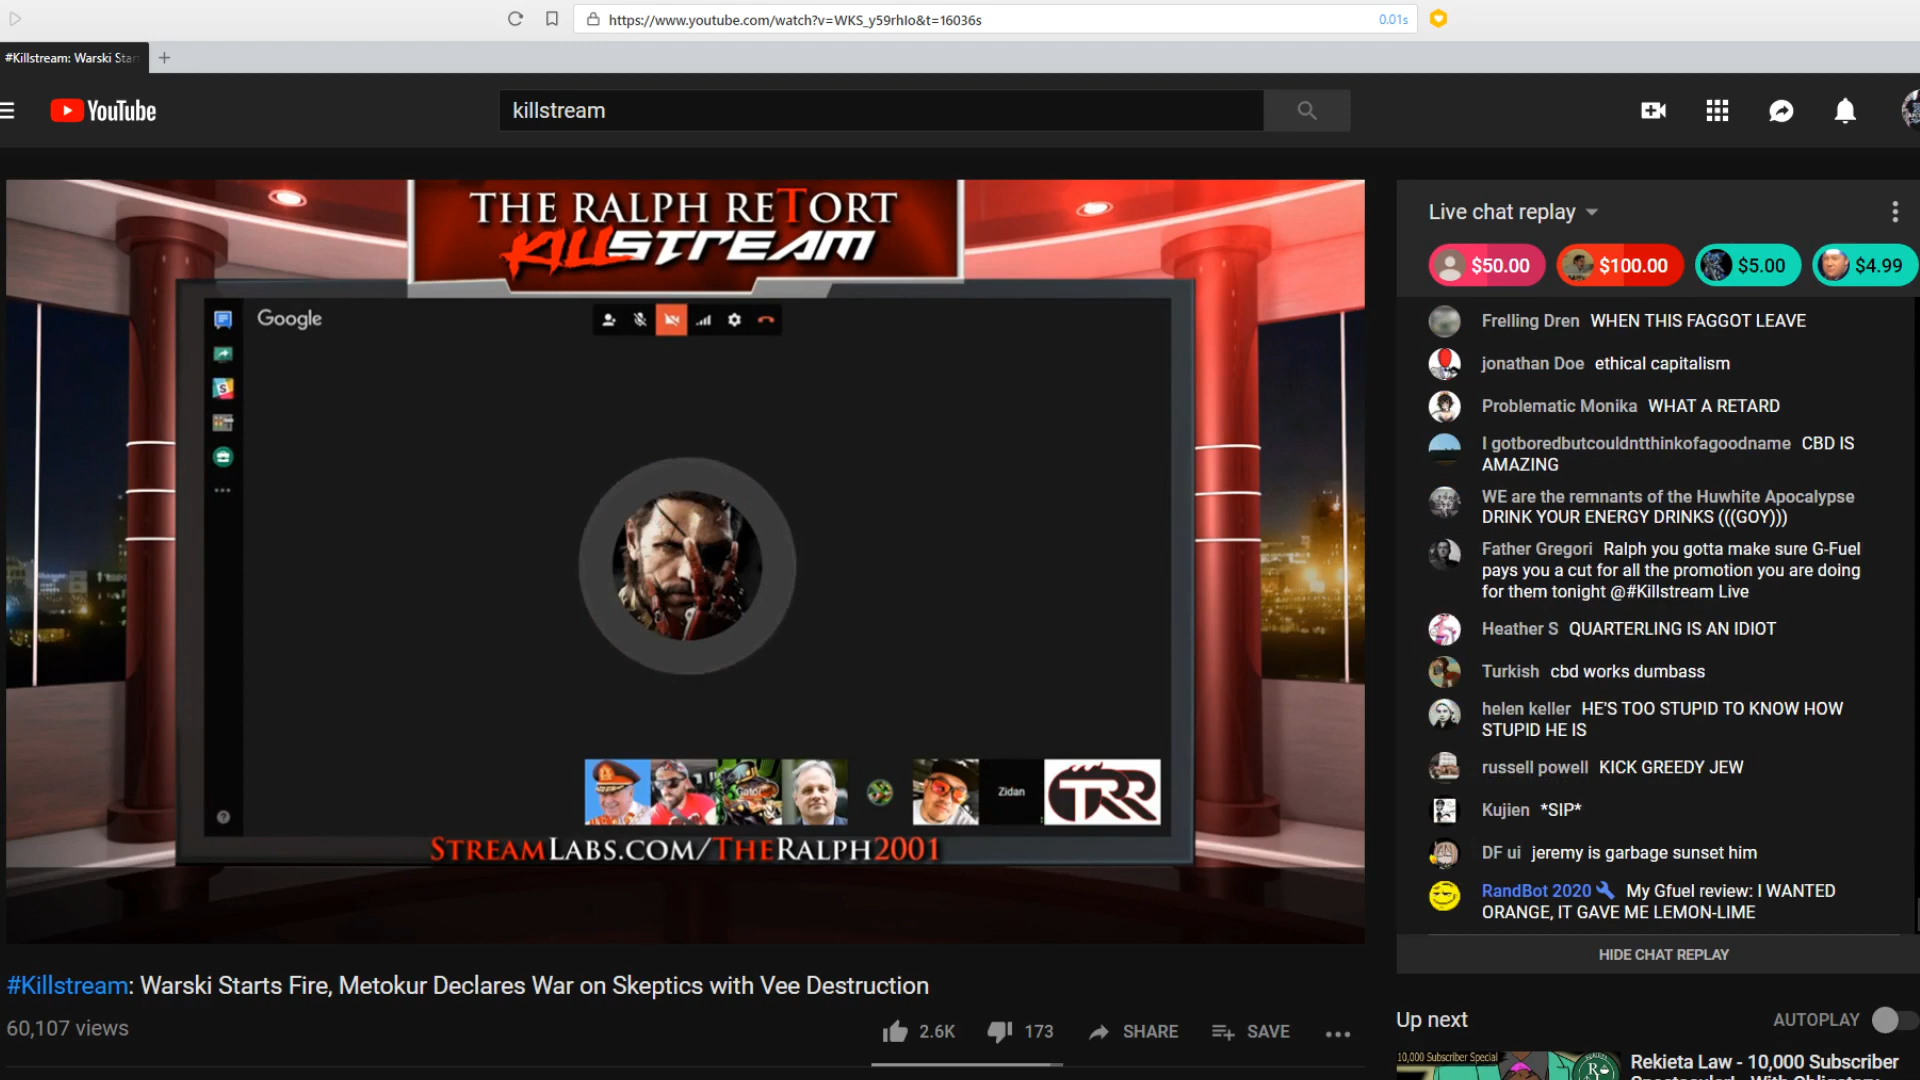 https://www.youtube.com/watch?v=WKS_y59rhIo&t=16036s
0.01s
#Killstream: Warski Star
YouTube
killstream
THE RALPH RETORT
KILLSTREAM
Google
Gator
Zidan
TRR
STREAMLABS.COM/THERALPH2001
Live chat replay
$50.00
$100.00
$5.00
$4.99
Frelling Dren WHEN THIS FAGGOT LEAVE
jonathan Doe ethical capitalism
Problematic Monika WHAT A RETARD
I gotboredbutcouldntthinkofagoodname CBD IS
AMAZING
WE are the remnants of the Huwhite Apocalypse
DRINK YOUR ENERGY DRINKS (((GOY)))
Father Gregori Ralph you gotta make sure G-Fuel
pays you a cut for all the promotion you are doing
for them tonight @#Killstream Live
Heather S QUARTERLING IS AN IDIOT
Turkish cbd works dumbass
helen keller HE'S TOO STUPID TO KNOW HOW
STUPID HE IS
russell powell KICK GREEDY JEW
Kujien *SIP*
DF ui jeremy is garbage sunset him
RandBot 2020 My Gfuel review: I WANTED
ORANGE, IT GAVE ME LEMON-LIME
HIDE CHAT REPLAY
#Killstream: Warski Starts Fire, Metokur Declares War on Skeptics with Vee Destruction
60,107 views
2.6K
173
SHARE
SAVE
Up next
AUTOPLAY
10,000 Subscriber Special
Rekieta Law - 10,000 Subscriber